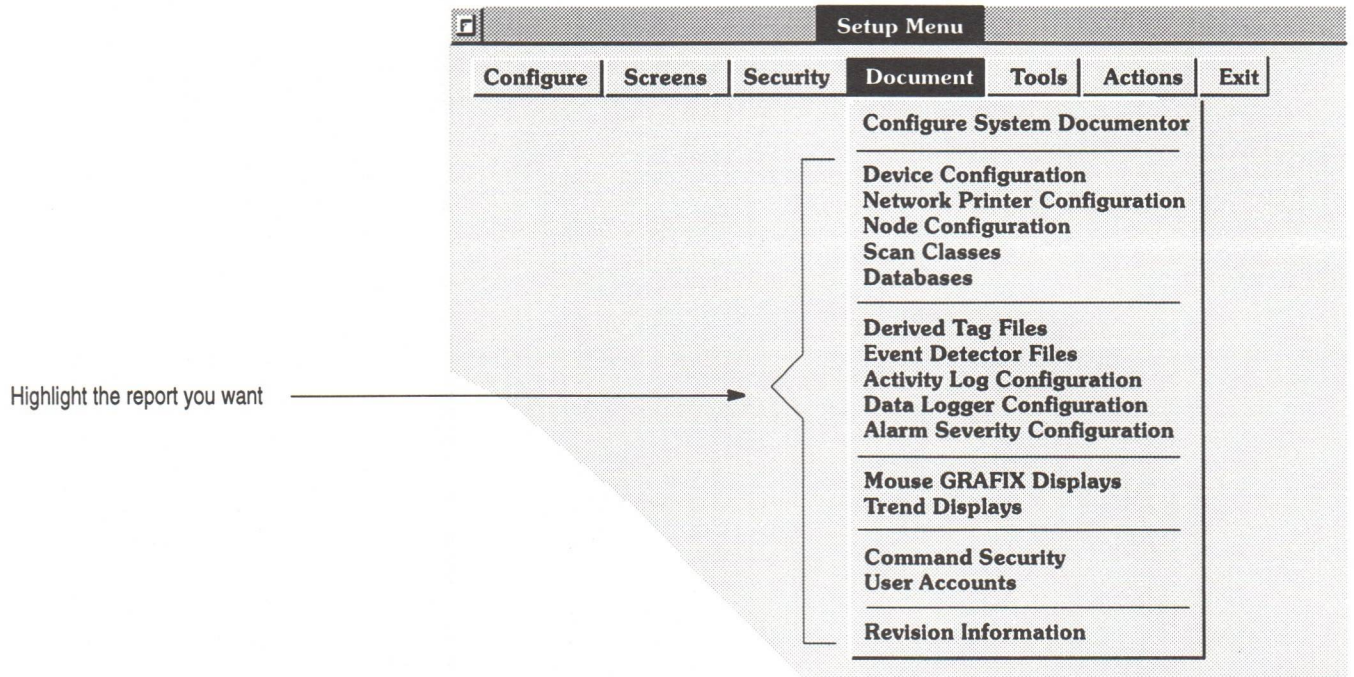 Setup Menu
Configure Screens Security Document Tools Actions Exit
Configure System Documentor
Device Configuration
Network Printer Configuration
Node Configuration
Scan Classes
Databases
Derived Tag Files
Event Detector Files
Activity Log Configuration
Data Logger Configuration
Alarm Severity Configuration
Mouse GRAFIX Displays
Trend Displays
Command Security
User Accounts
Revision Information
Highlight the report you want